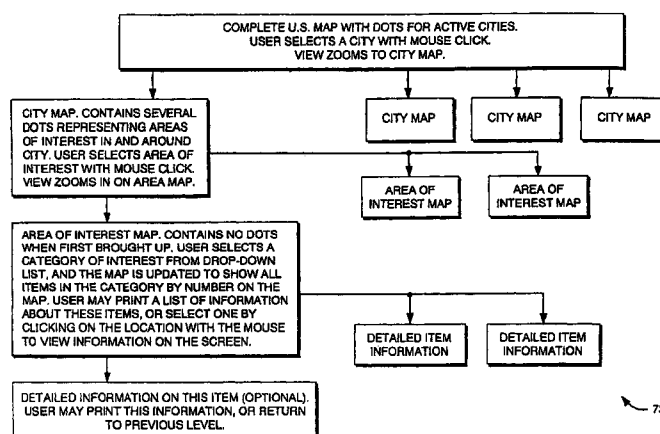 COMPLETE U.S. MAP WITH DOTS FOR ACTIVE CITIES.
USER SELECTS A CITY WITH MOUSE CLICK.
VIEW ZOOMS TO CITY MAP.
CITY MAP. CONTAINS SEVERAL
DOTS REPRESENTING AREAS
OF INTEREST IN AND AROUND
CITY. USER SELECTS AREA OF
INTEREST WITH MOUSE CLICK.
VIEW ZOOMS IN ON AREA MAP.
CITY MAP
CITY MAP
CITY MAP
AREA OF
INTEREST MAP
AREA OF
INTEREST MAP
AREA OF INTEREST MAP. CONTAINS NO DOTS
WHEN FIRST BROUGHT UP. USER SELECTS A
CATEGORY OF INTEREST FROM DROP-DOWN
LIST, AND THE MAP IS UPDATED TO SHOW ALL
ITEMS IN THE CATEGORY BY NUMBER ON THE
MAP. USER MAY PRINT A LIST OF INFORMATION
ABOUT THESE ITEMS, OR SELECT ONE BY
CLICKING ON THE LOCATION WITH THE MOUSE
TO VIEW INFORMATION ON THE SCREEN.
DETAILED ITEM
INFORMATION
DETAILED ITEM
INFORMATION
DETAILED INFORMATION ON THIS ITEM (OPTIONAL).
USER MAY PRINT THIS INFORMATION, OR RETURN
TO PREVIOUS LEVEL.